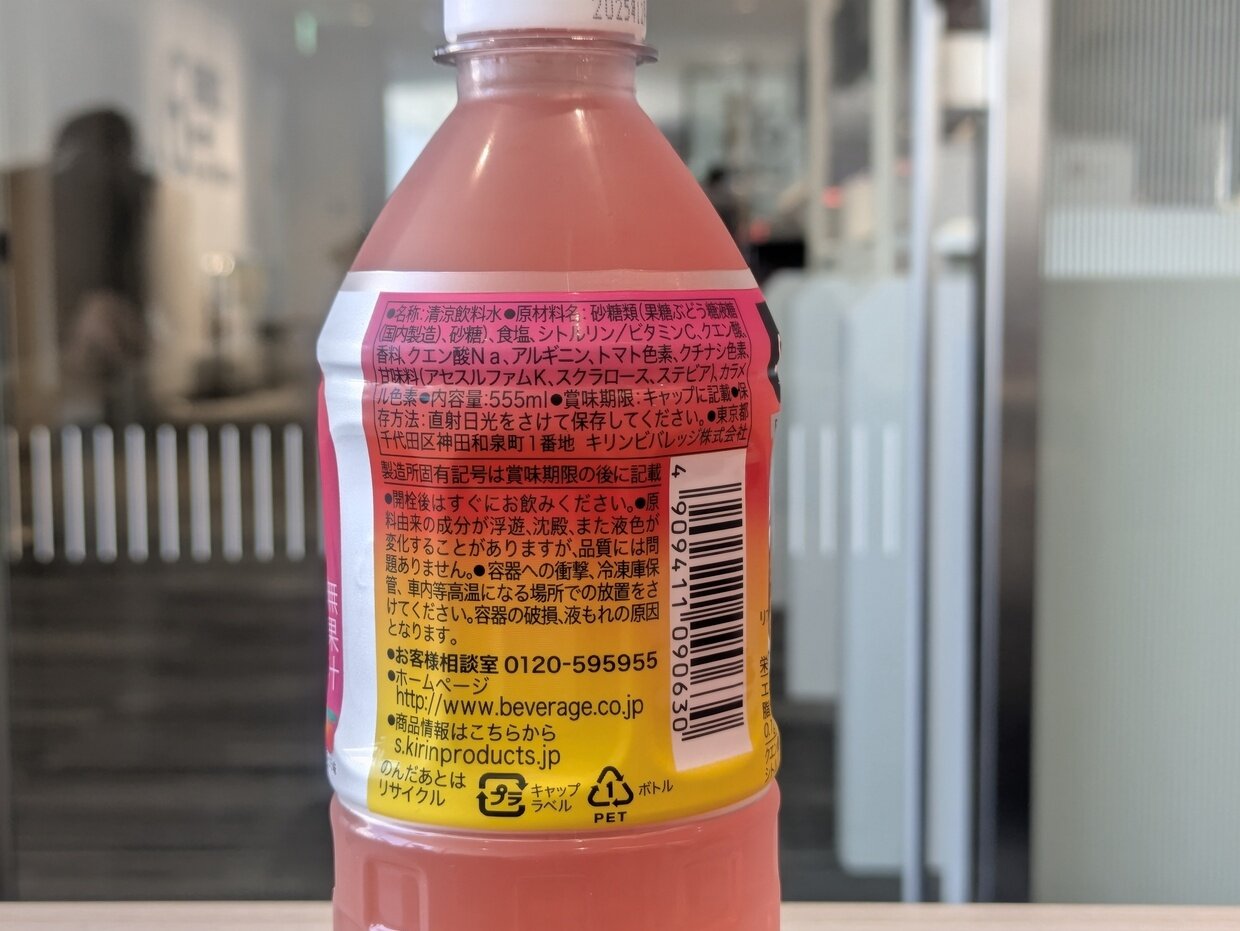 2025.1
●名称:清涼飲料水●原材料名:砂糖類(果糖ぶどう糖液糖
(国内製造)、砂糖)、食塩、シトルリン/ビタミンC、クエン酸、
香料、クエン酸Na、アルギニン、トマト色素、クチナシ色素、
甘味料(アセスルファムK、スクラロース、ステビア)、カラメ
ル色素●内容量:555ml●賞味期限:キャップに記載●保
存方法:直射日光をさけて保存してください。●東京都
千代田区神田和泉町1番地 キリンビバレッジ株式会社
製造所固有記号は賞味期限の後に記載
●開栓後はすぐにお飲みください。●原
料由来の成分が浮遊、沈殿、また液色が
変化することがありますが、品質には問
題ありません。●容器への衝撃、冷凍庫保
管、車内等高温になる場所での放置をさ
けてください。容器の破損、液もれの原因
となります。
●お客様相談室 0120-595955
●ホームページ
http://www.beverage.co.jp
●商品情報はこちらから
s.kirinproducts.jp
のんだあとは
リサイクル
プラ
キャップ
ラベル
1
PET
ボトル
4 909411 090630
無果汁